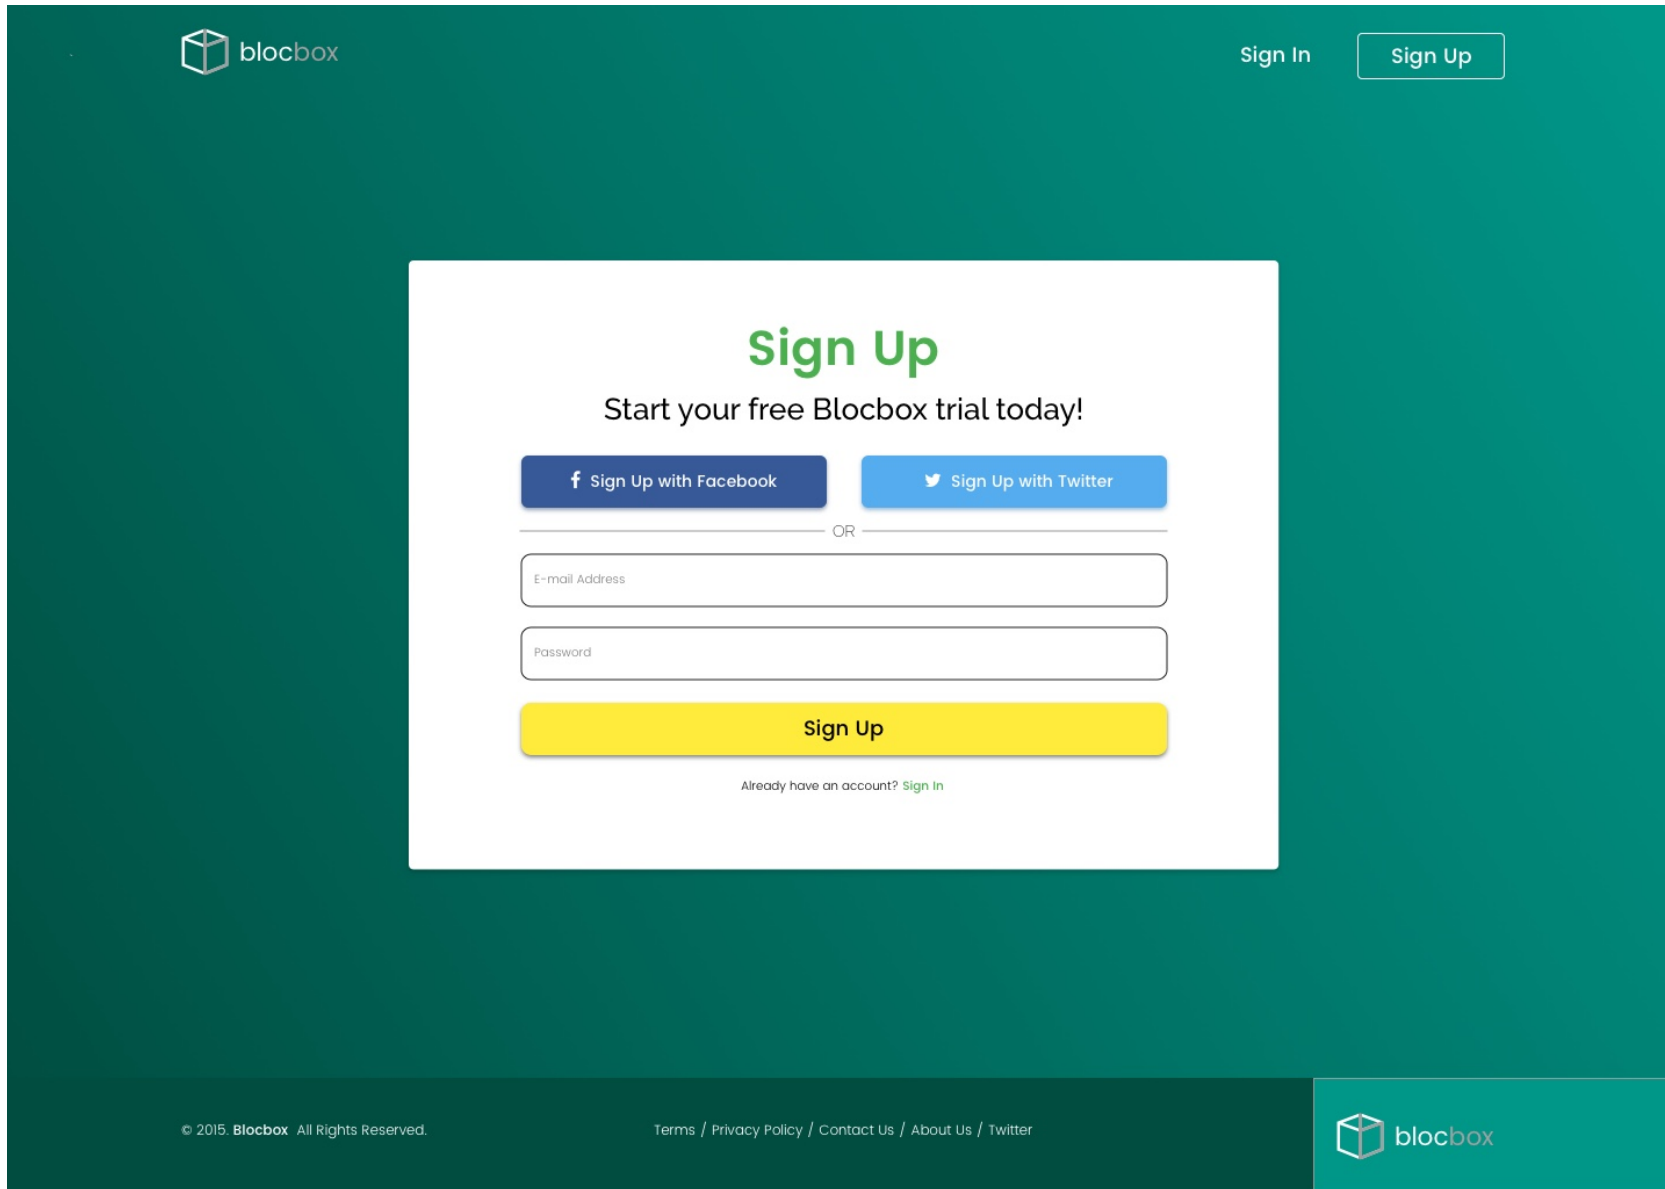 blocbox
Sign In
Sign Up
Sign Up
Start your free Blocbox trial today!
f Sign Up with Facebook
Sign Up with Twitter
OR
E-mail Address
Password
Sign Up
Already have an account? Sign In
© 2015. Blocbox All Rights Reserved.
Terms / Privacy Policy / Contact Us / About Us / Twitter
blocbox